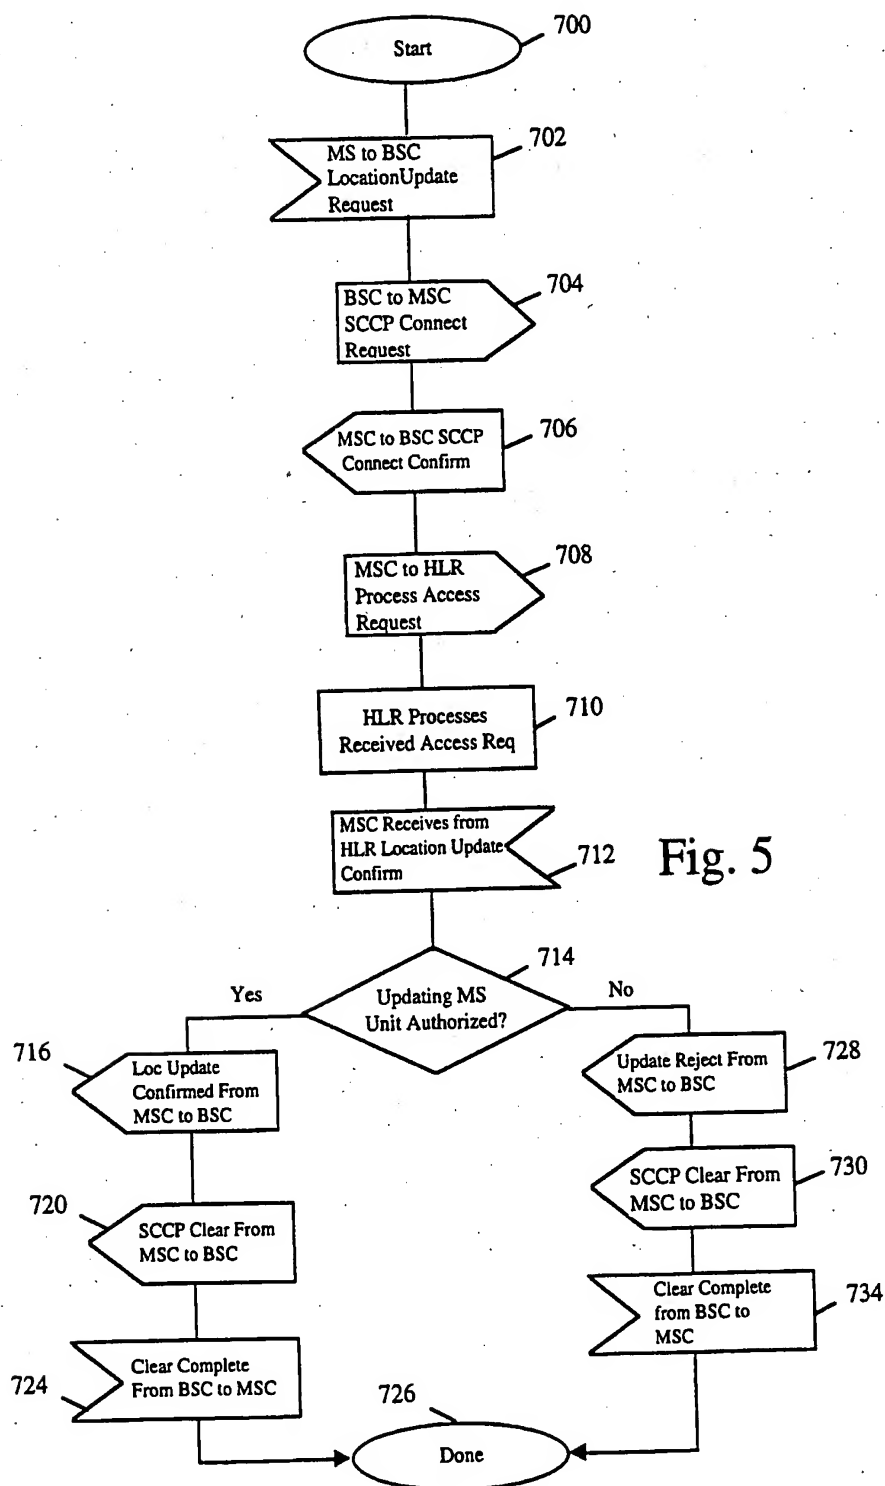 Start
700
MS to BSC
LocationUpdate
Request
702
BSC to MSC
SCCP Connect
Request
704
MSC to BSC SCCP
Connect Confirm
706
MSC to HLR
Process Access
Request
708
HLR Processes
Received Access Req
710
MSC Receives from
HLR Location Update
Confirm
712
Fig. 5
Updating MS
Unit Authorized?
714
Yes
No
716
Loc Update
Confirmed From
MSC to BSC
Update Reject From
MSC to BSC
728
720
SCCP Clear From
MSC to BSC
SCCP Clear From
MSC to BSC
730
724
Clear Complete
From BSC to MSC
Clear Complete
from BSC to
MSC
734
726
Done